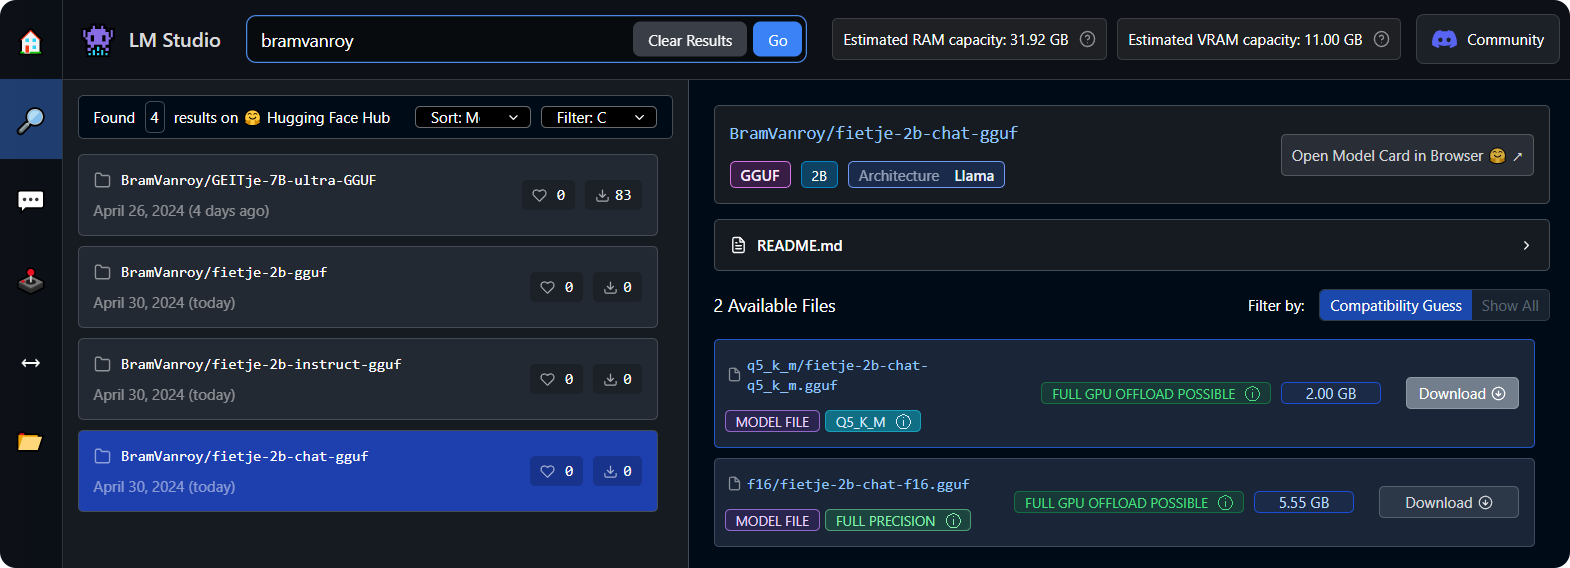 LM Studio
bramvanroy
Clear Results
Go
Estimated RAM capacity: 31.92 GB
Estimated VRAM capacity: 11.00 GB
Community
Found 4 results on 🤗 Hugging Face Hub
Sort: M
Filter: C
BramVanroy/GEITje-7B-ultra-GGUF
April 26, 2024 (4 days ago)
0
83
BramVanroy/fietje-2b-gguf
April 30, 2024 (today)
0
0
BramVanroy/fietje-2b-instruct-gguf
April 30, 2024 (today)
0
0
BramVanroy/fietje-2b-chat-gguf
April 30, 2024 (today)
0
0
BramVanroy/fietje-2b-chat-gguf
GGUF
2B
Architecture Llama
Open Model Card in Browser 🤗 ↗
README.md
2 Available Files
Filter by:
Compatibility Guess
Show All
q5_k_m/fietje-2b-chat-
q5_k_m.gguf
MODEL FILE
Q5_K_M
FULL GPU OFFLOAD POSSIBLE
2.00 GB
Download
f16/fietje-2b-chat-f16.gguf
MODEL FILE
FULL PRECISION
FULL GPU OFFLOAD POSSIBLE
5.55 GB
Download